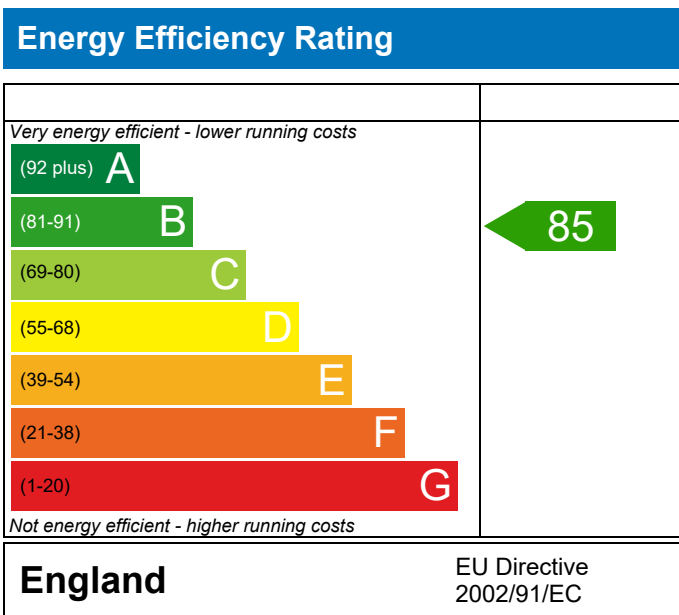 Energy Efficiency Rating
Very energy efficient - lower running costs
(92 plus) A
(81-91) B
85
(69-80) C
(55-68) D
(39-54) E
(21-38) F
(1-20) G
Not energy efficient - higher running costs
England
EU Directive
2002/91/EC